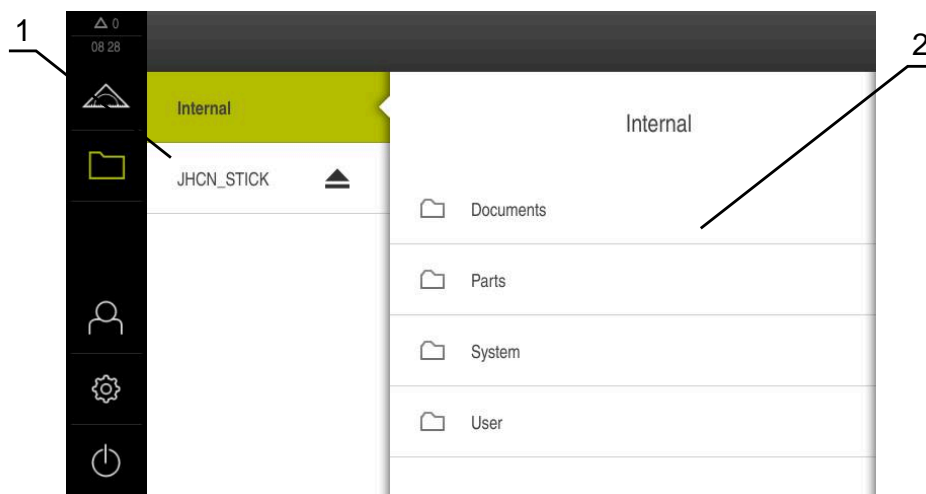 1
2
0
08 28
Internal
JHCN_STICK
Internal
Documents
Parts
System
User